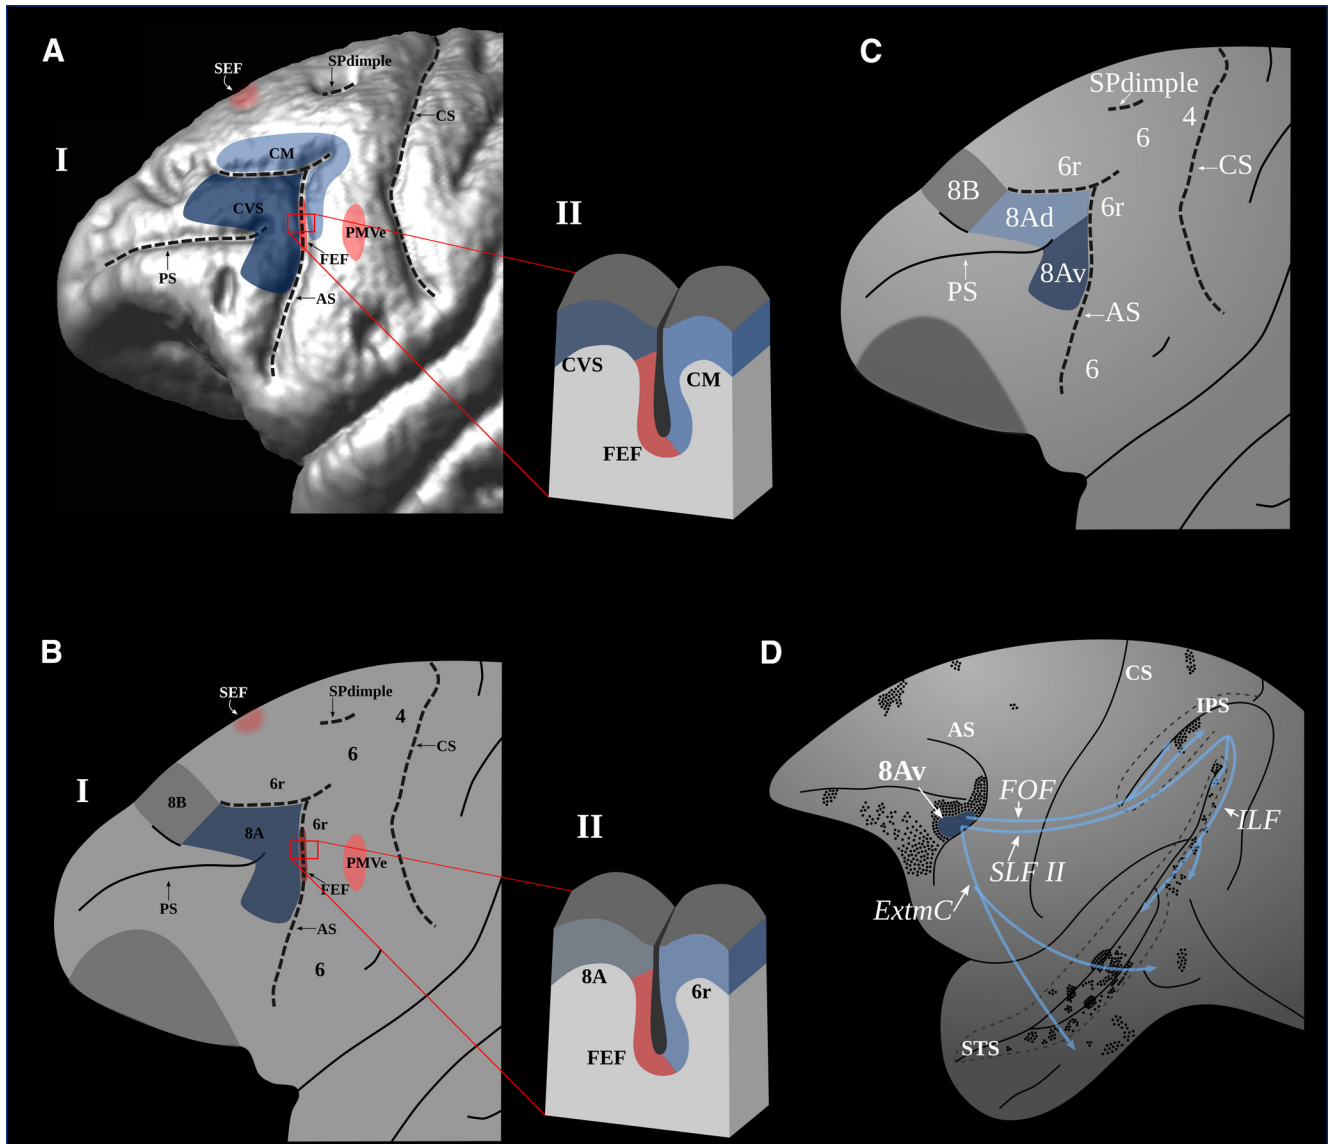 A
SEF
SPdimple
CS
I
CM
CVS
PMVe
FEF
PS
AS
II
CVS
CM
FEF
C
SPdimple
4
6
CS
6r
8B
6r
8Ad
8Av
PS
AS
6
B
SEF
SPdimple
4
CS
6
I
6r
8B
6r
8A
PMVe
FEF
PS
AS
6
II
8A
6r
FEF
D
CS
IPS
AS
8Av
FOF
ILF
SLF II
ExtmC
STS